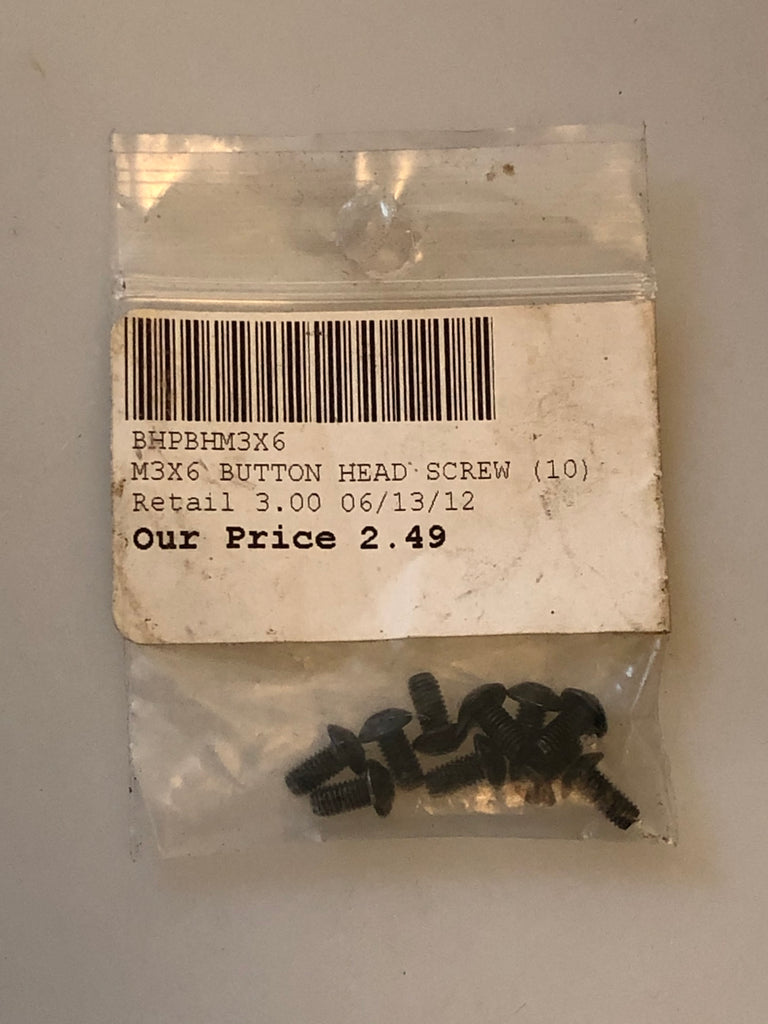 BHPBHM3X6
M3X6 BUTTON HEAD SCREW (10)
Retail 3.00 06/13/12
Our Price 2.49